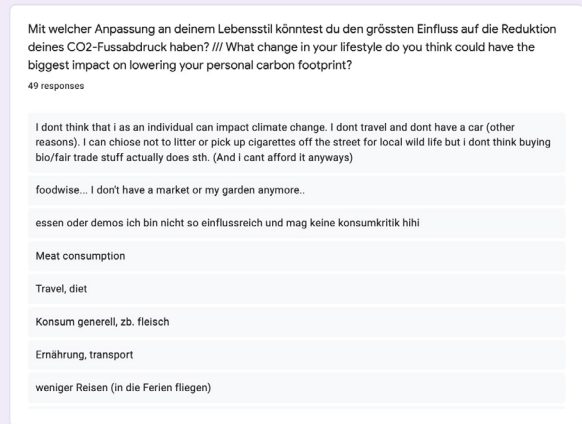 Mit welcher Anpassung an deinem Lebensstil könntest du den grössten Einfluss auf die Reduktion
deines CO2-Fussabdruck haben? /// What change in your lifestyle do you think could have the
biggest impact on lowering your personal carbon footprint?
49 responses
I dont think that i as an individual can impact climate change. I dont travel and dont have a car (other
reasons). I can chiose not to litter or pick up cigarettes off the street for local wild life but i dont think buying
bio/fair trade stuff actually does sth. (And i cant afford it anyways)
foodwise... I don't have a market or my garden anymore..
essen oder demos ich bin nicht so einflussreich und mag keine konsumkritik hihi
Meat consumption
Travel, diet
Konsum generell, zb. fleisch
Ernährung, transport
weniger Reisen (in die Ferien fliegen)